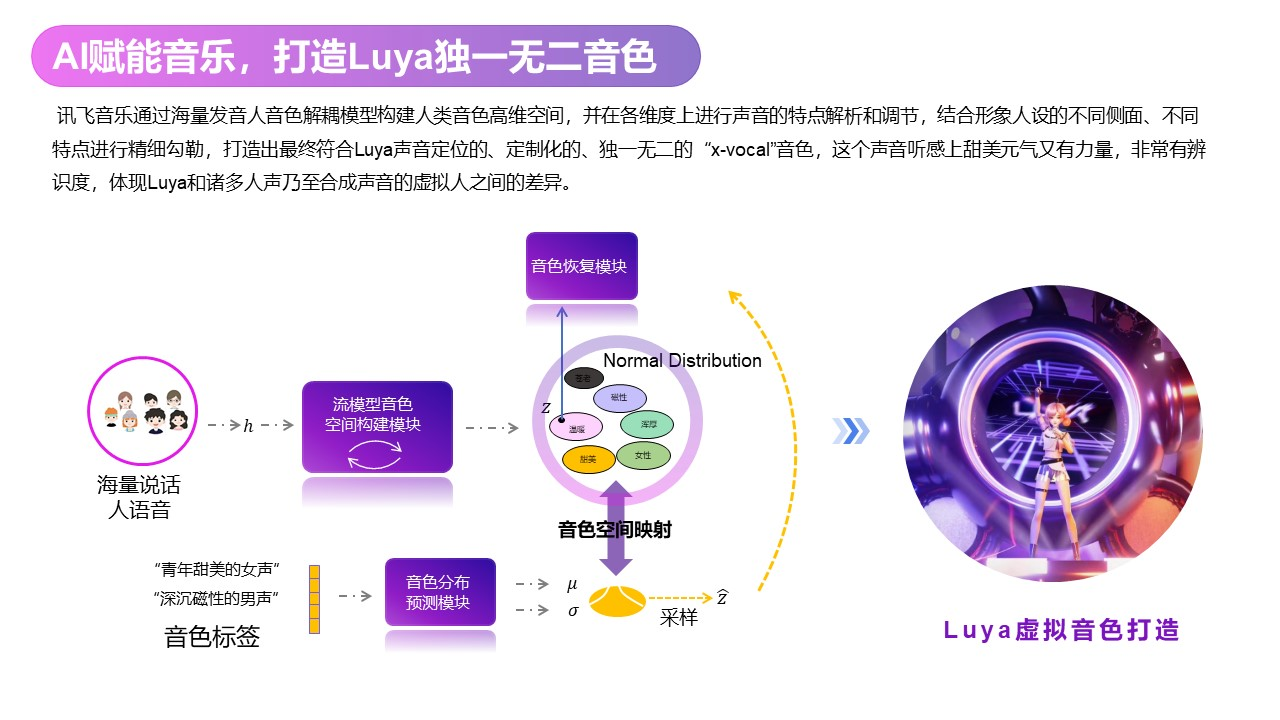 AI赋能音乐，打造Luya独一无二音色
讯飞音乐通过海量发音人音色解耦模型构建人类音色高维空间，并在各维度上进行声音的特点解析和调节，结合形象人设的不同侧面、不同
特点进行精细勾勒，打造出最终符合Luya声音定位的、定制化的、独一无二的“x-vocal”音色，这个声音听感上甜美元气又有力量，非常有辨
识度，体现Luya和诸多人声乃至合成声音的虚拟人之间的差异。
音色恢复模块
Normal Distribution
磁性
z
温暖
浑厚
甜美
女性
h
流模型音色
空间构建模块
海量说话
人语音
音色空间映射
“青年甜美的女声“
“深沉磁性的男声“
音色标签
音色分布
预测模块
μ
σ
ẑ
采样
Luya虚拟音色打造